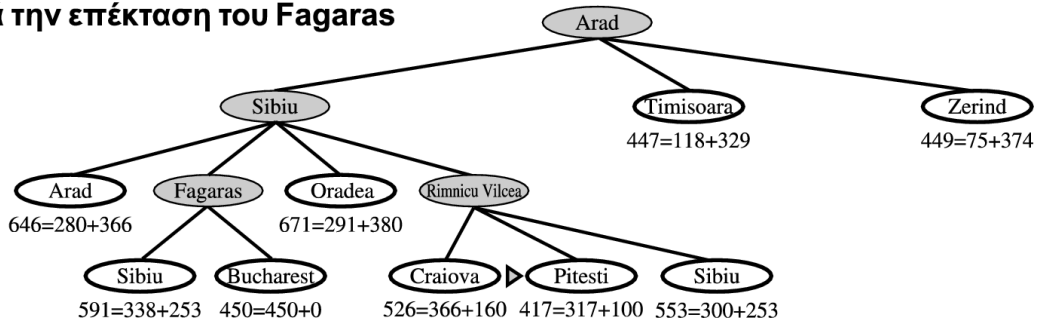 την επέκταση του Fagaras
Arad
Sibiu
Timisoara
Zerind
447=118+329
449=75+374
Arad
Fagaras
Oradea
Rimnicu Vilcea
646=280+366
671=291+380
Sibiu
Bucharest
Craiova
Pitesti
Sibiu
591=338+253
450=450+0
526=366+160
417=317+100
553=300+253